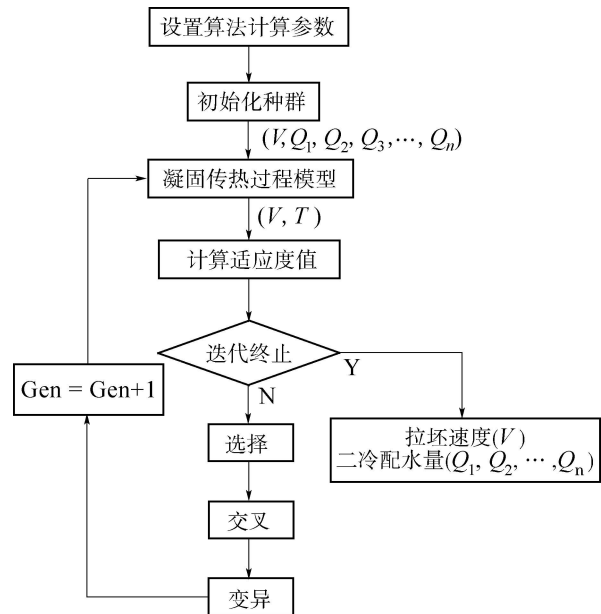 设置算法计算参数
初始化种群
(V, Q₁, Q₂, Q₃, ⋯, Qₙ)
凝固传热过程模型
(V, T)
计算适应度值
迭代终止
Y
N
Gen = Gen+1
选择
拉坏速度(V)
二冷配水量(Q₁, Q₂, ⋯, Qₙ)
交叉
变异